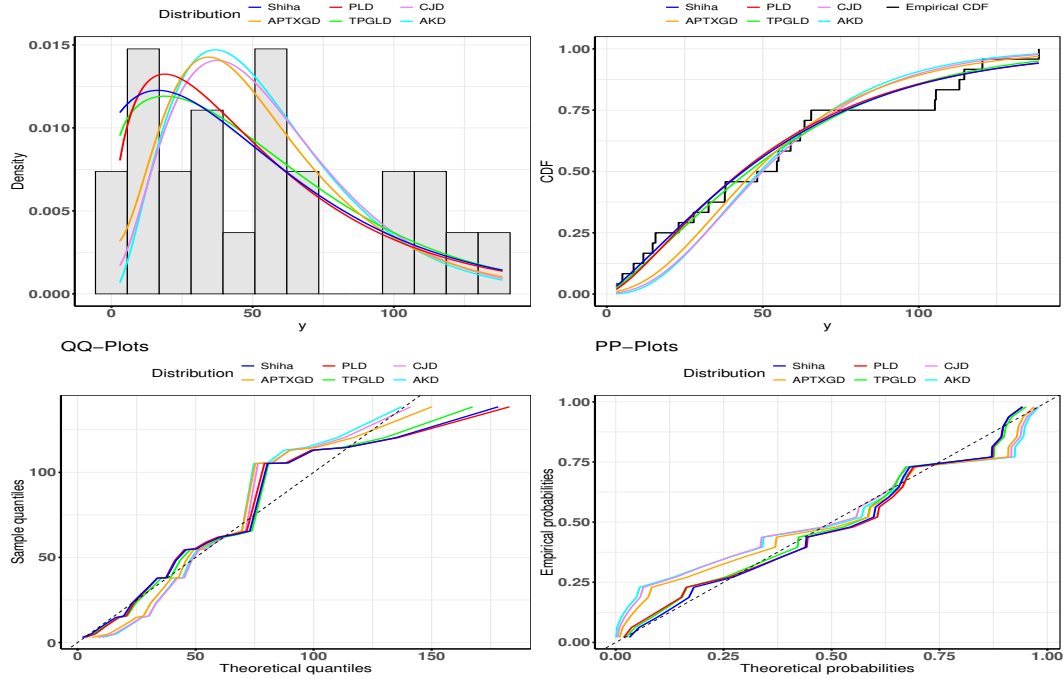 Distribution
Shiha
PLD
CJD
APTXGD
TPGLD
AKD
Density
0.015
0.010
0.005
0.000
0
50
100
y
Shiha
PLD
CJD
Empirical CDF
APTXGD
TPGLD
AKD
CDF
1.00
0.75
0.50
0.25
0.00
0
50
100
y
QQ−Plots
Distribution
Shiha
PLD
CJD
APTXGD
TPGLD
AKD
Sample quantiles
100
50
0
0
50
100
150
Theoretical quantiles
PP−Plots
Distribution
Shiha
PLD
CJD
APTXGD
TPGLD
AKD
Empirical probabilities
1.00
0.75
0.50
0.25
0.00
0.00
0.25
0.50
0.75
1.00
Theoretical probabilities